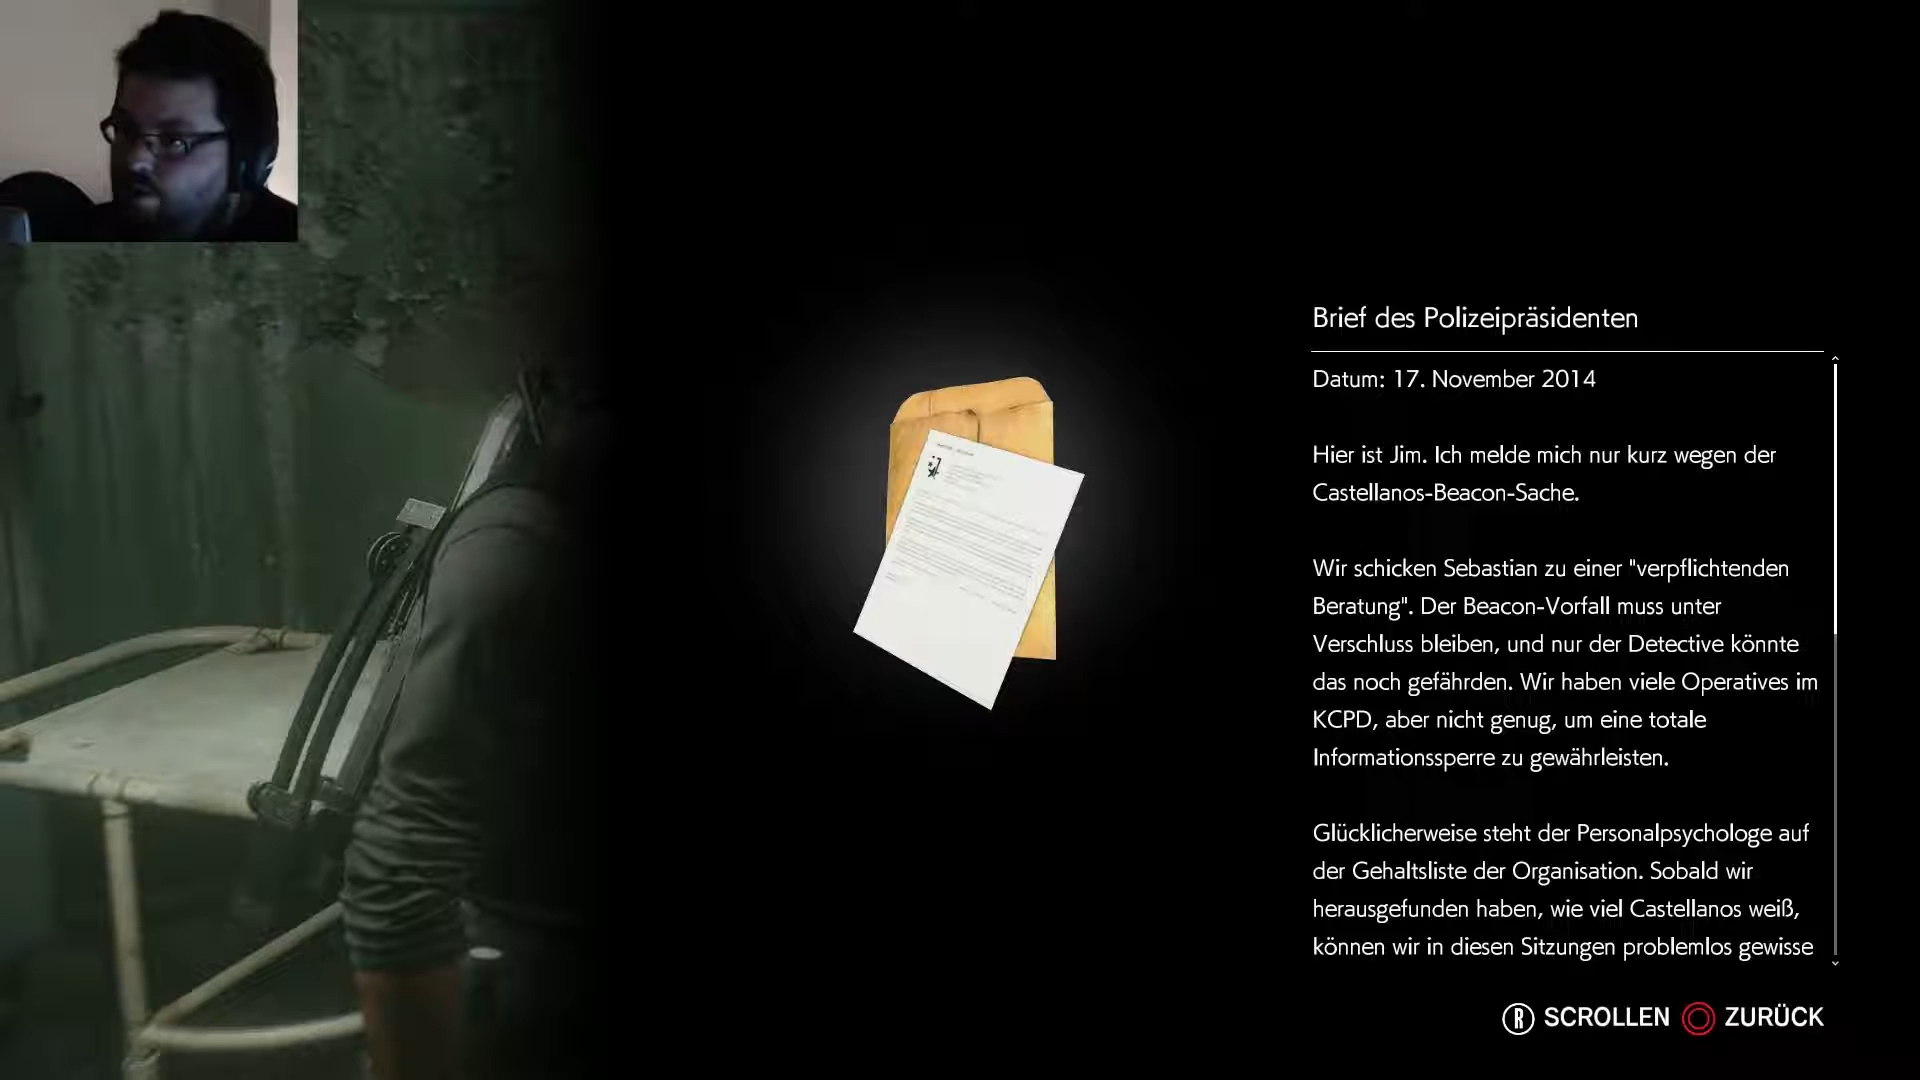 Brief des Polizeipräsidenten
Datum: 17. November 2014
Hier ist Jim. Ich melde mich nur kurz wegen der
Castellanos-Beacon-Sache.
Wir schicken Sebastian zu einer "verpflichtenden
Beratung". Der Beacon-Vorfall muss unter
Verschluss bleiben, und nur der Detective könnte
das noch gefährden. Wir haben viele Operatives im
KCPD, aber nicht genug, um eine totale
Informationssperre zu gewährleisten.
Glücklicherweise steht der Personalpsychologe auf
der Gehaltsliste der Organisation. Sobald wir
herausgefunden haben, wie viel Castellanos weiß,
können wir in diesen Sitzungen problemlos gewisse
R SCROLLEN ZURÜCK